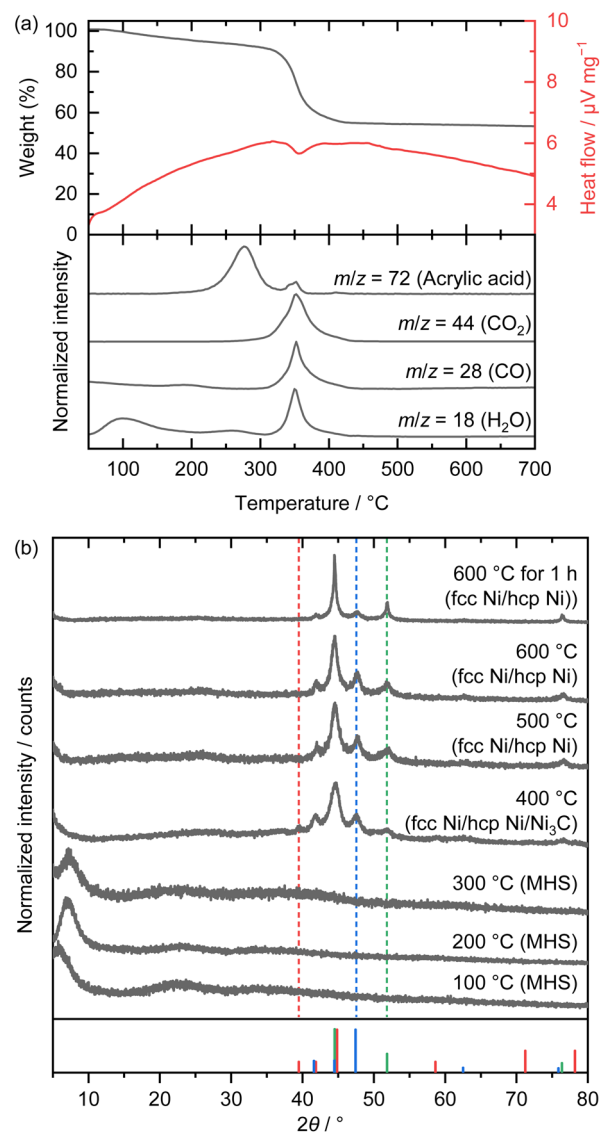 (a)
100
80
60
40
20
0
Weight (%)
10
8
6
4
Heat flow / μV mg⁻¹
Normalized intensity
m/z = 72 (Acrylic acid)
m/z = 44 (CO₂)
m/z = 28 (CO)
m/z = 18 (H₂O)
100 200 300 400 500 600 700
Temperature / °C
(b)
Normalized intensity / counts
600 °C for 1 h
(fcc Ni/hcp Ni))
600 °C
(fcc Ni/hcp Ni)
500 °C
(fcc Ni/hcp Ni)
400 °C
(fcc Ni/hcp Ni/Ni₃C)
300 °C (MHS)
200 °C (MHS)
100 °C (MHS)
10 20 30 40 50 60 70 80
2θ / °